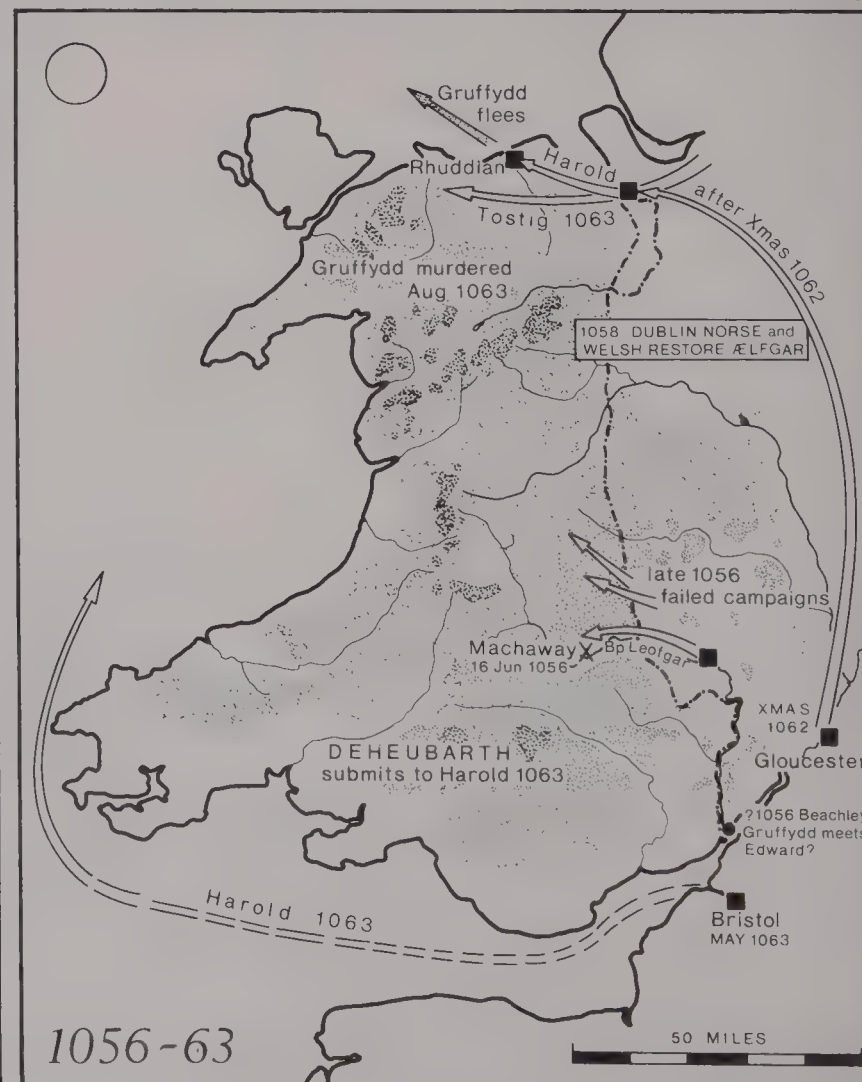 Gruffydd
flees
Rhuddlan
Harold
after Xmas 1062
Tostig 1063
Gruffydd murdered
Aug 1063
1058 DUBLIN NORSE and
WELSH RESTORE ÆLFGAR
late 1056
failed campaigns
Machaway
16 Jun 1056
Bp Leofgar
XMAS
1062
Gloucester
DEHEUBARTH
submits to Harold 1063
?1056 Beachley
Gruffydd meets
Edward?
Harold 1063
Bristol
MAY 1063
1056-63
50 MILES